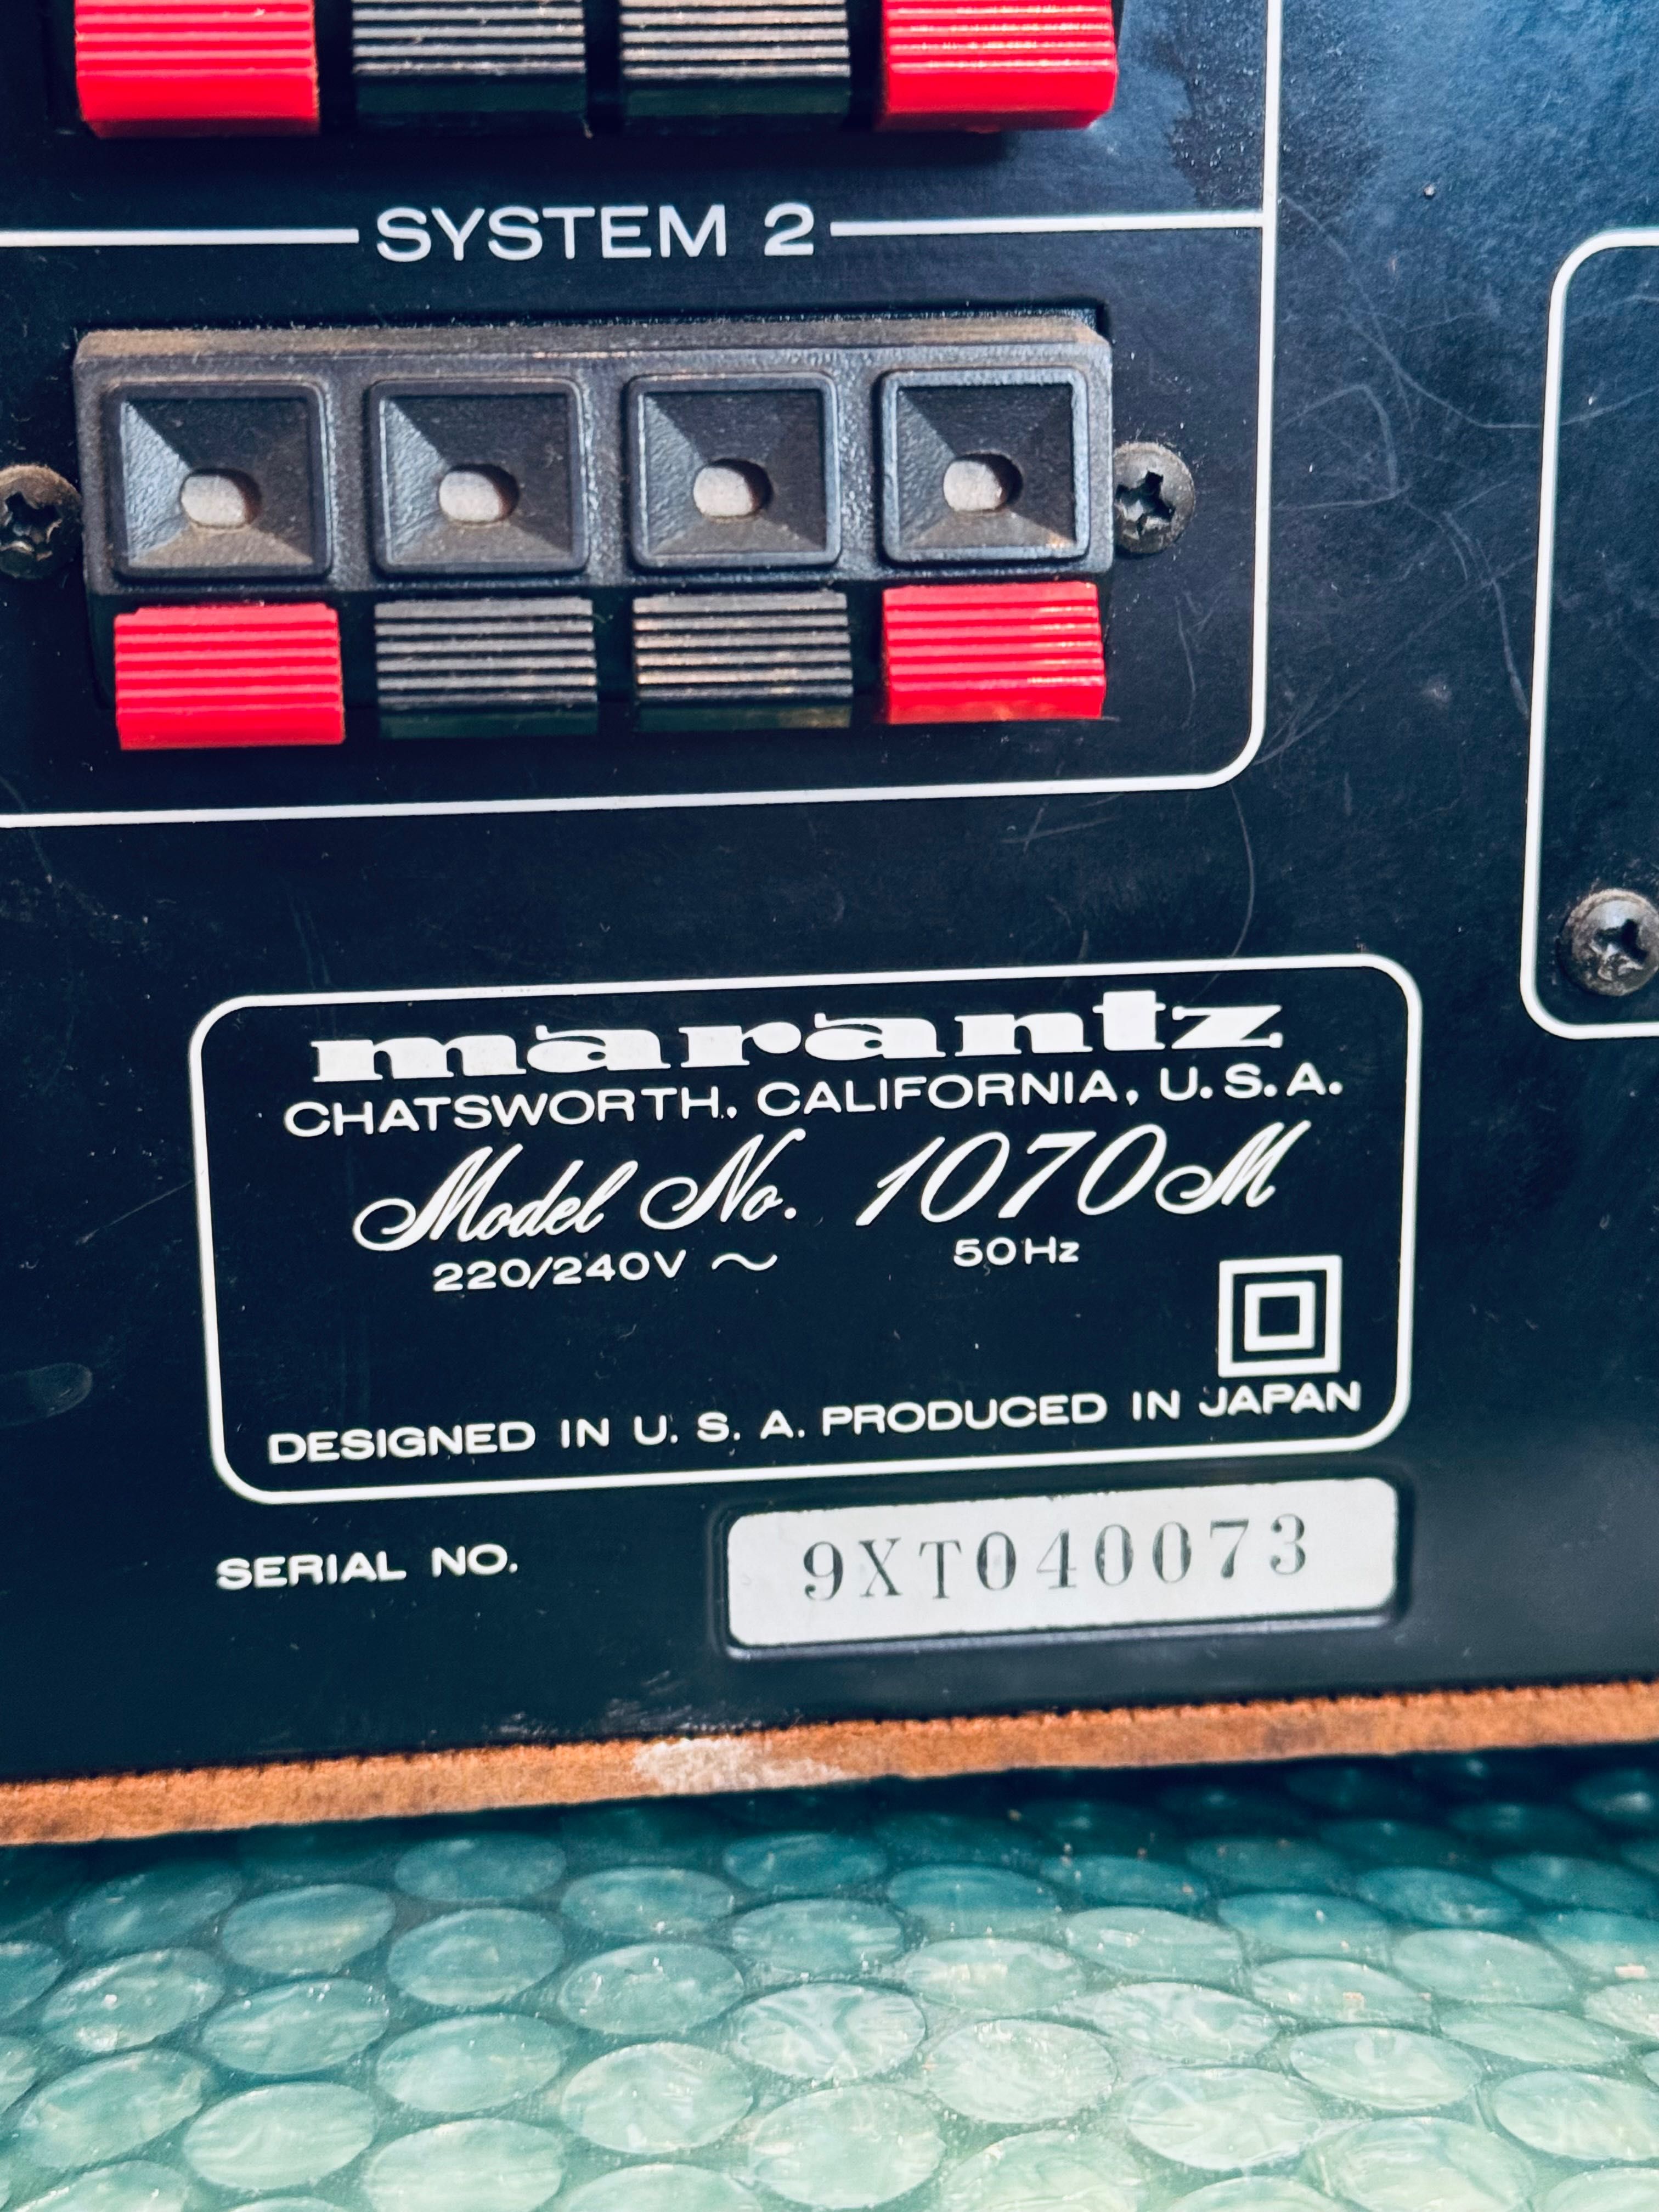 SYSTEM 2
marantz
CHATSWORTH, CALIFORNIA, U.S.A.
Model No. 1070M
220/240V ~ 50Hz
DESIGNED IN U.S.A. PRODUCED IN JAPAN
SERIAL NO. 9XT040073